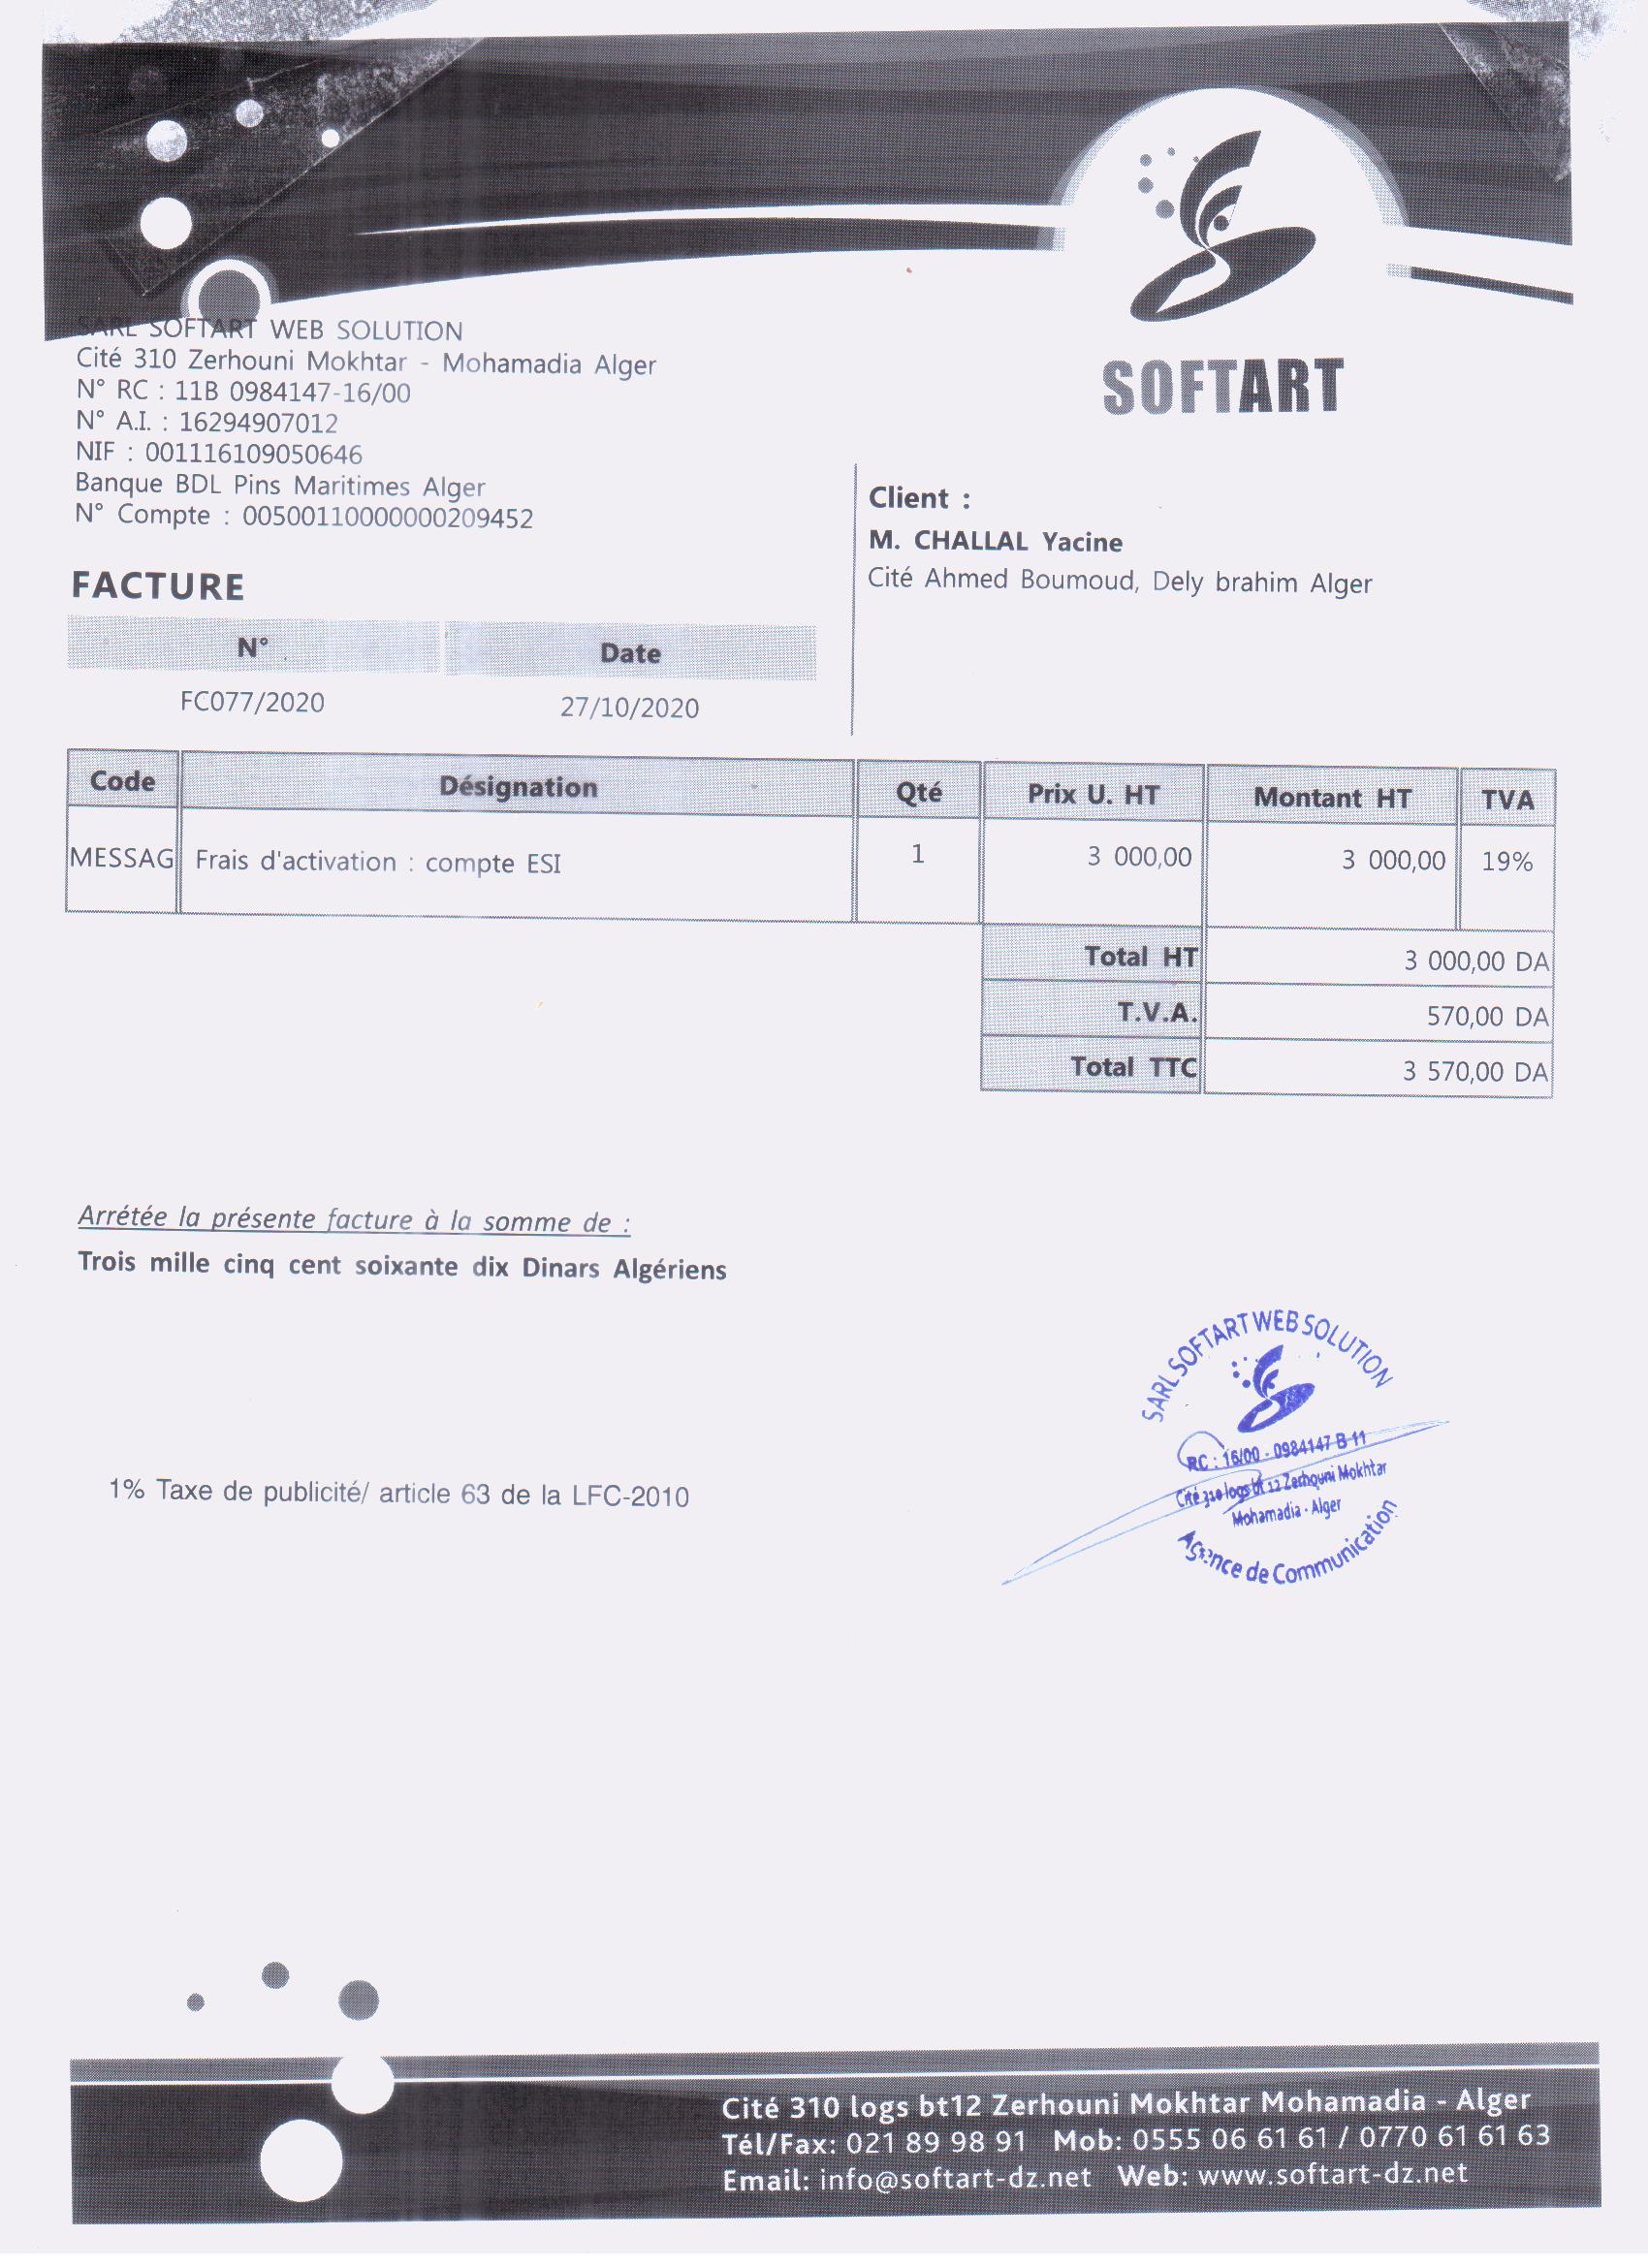 SARL SOFTART WEB SOLUTION
Cité 310 Zerhouni Mokhtar - Mohamadia Alger
N° RC : 11B 0984147-16/00
N° A.I. : 16294907012
NIF : 001116109050646
Banque BDL Pins Maritimes Alger
N° Compte : 00500110000000209452
SOFTART
Client :
M. CHALLAL Yacine
Cité Ahmed Boumoud, Dely brahim Alger
FACTURE
N° Date
FC077/2020 27/10/2020
Code Désignation Qté Prix U. HT Montant HT TVA
MESSAG Frais d'activation : compte ESI 1 3 000,00 3 000,00 19%
Total HT 3 000,00 DA
T.V.A. 570,00 DA
Total TTC 3 570,00 DA
Arrétée la présente facture à la somme de :
Trois mille cinq cent soixante dix Dinars Algériens
SARL SOFTART WEB SOLUTION
RC : 16/00 - 0984147 B 11
Cité 310 logs bt 12 Zerhouni Mokhtar
Mohamadia - Alger
Agence de Communication
1% Taxe de publicité/ article 63 de la LFC-2010
Cité 310 logs bt12 Zerhouni Mokhtar Mohamadia - Alger
Tél/Fax: 021 89 98 91 Mob: 0555 06 61 61 / 0770 61 61 63
Email: info@softart-dz.net Web: www.softart-dz.net